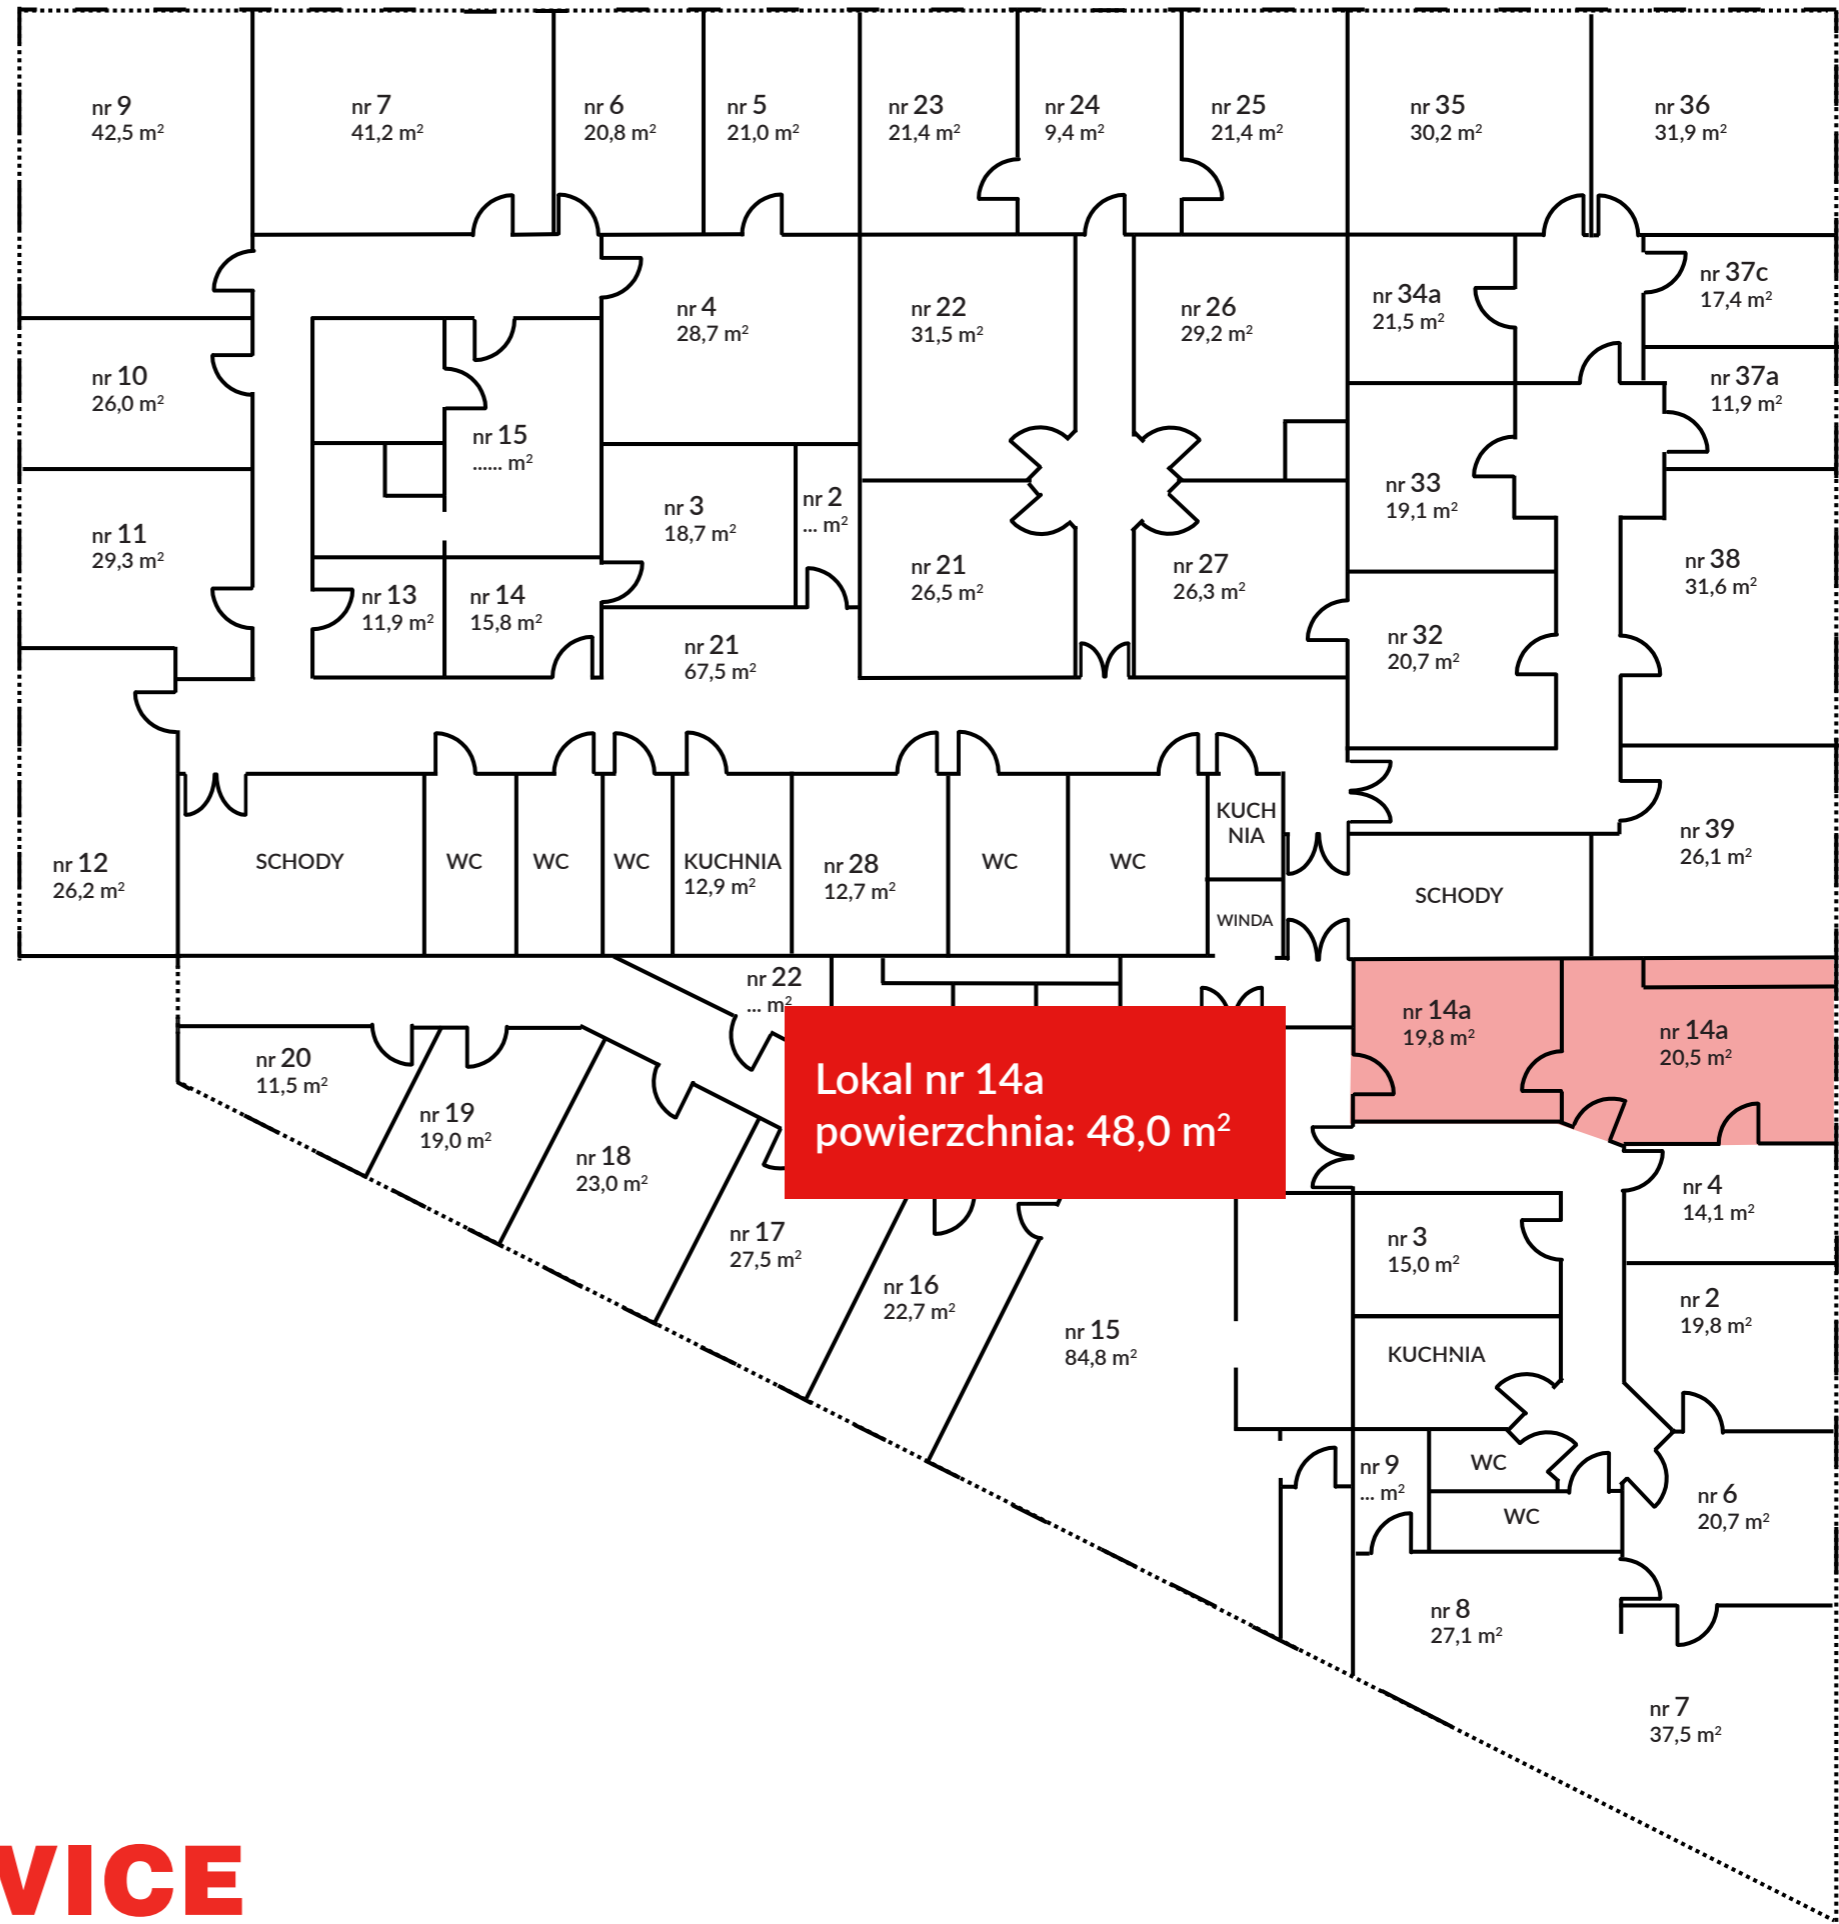 nr 9
42,5 m²
nr 7
41,2 m²
nr 6
20,8 m²
nr 5
21,0 m²
nr 23
21,4 m²
nr 24
9,4 m²
nr 25
21,4 m²
nr 35
30,2 m²
nr 36
31,9 m²
nr 4
28,7 m²
nr 22
31,5 m²
nr 26
29,2 m²
nr 34a
21,5 m²
nr 37c
17,4 m²
nr 10
26,0 m²
nr 37a
11,9 m²
nr 15
...... m²
nr 11
29,3 m²
nr 3
18,7 m²
nr 2
... m²
nr 33
19,1 m²
nr 13
11,9 m²
nr 14
15,8 m²
nr 21
26,5 m²
nr 27
26,3 m²
nr 38
31,6 m²
nr 21
67,5 m²
nr 32
20,7 m²
nr 12
26,2 m²
SCHODY
WC
WC
WC
KUCHNIA
12,9 m²
nr 28
12,7 m²
WC
WC
KUCH
NIA
WINDA
SCHODY
nr 39
26,1 m²
nr 22
... m²
nr 14a
19,8 m²
nr 14a
20,5 m²
nr 20
11,5 m²
nr 19
19,0 m²
nr 18
23,0 m²
Lokal nr 14a
powierzchnia: 48,0 m²
nr 17
27,5 m²
nr 16
22,7 m²
nr 15
84,8 m²
nr 3
15,0 m²
nr 4
14,1 m²
KUCHNIA
nr 2
19,8 m²
nr 9
... m²
WC
WC
nr 6
20,7 m²
nr 8
27,1 m²
nr 7
37,5 m²
VICE